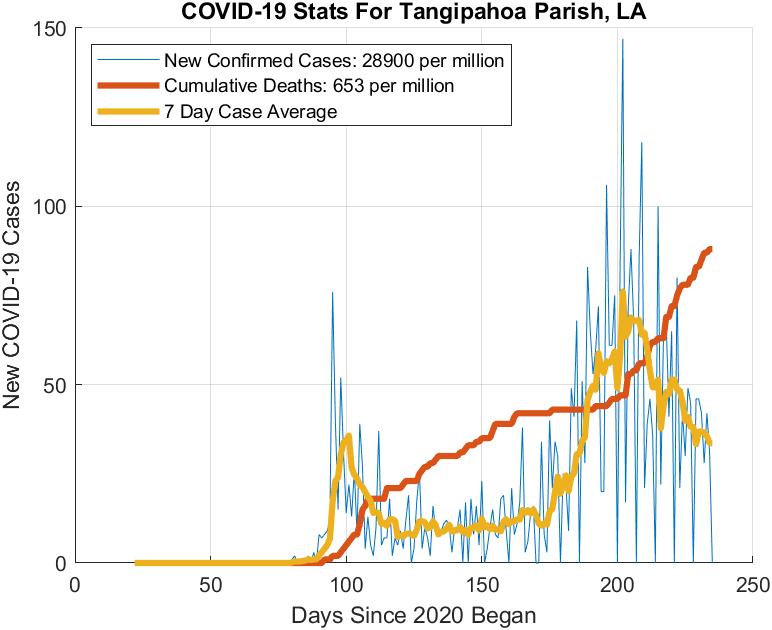 COVID-19 Stats For Tangipahoa Parish, LA
New Confirmed Cases: 28900 per million
Cumulative Deaths: 653 per million
7 Day Case Average
New COVID-19 Cases
150
100
50
0
0 50 100 150 200 250
Days Since 2020 Began